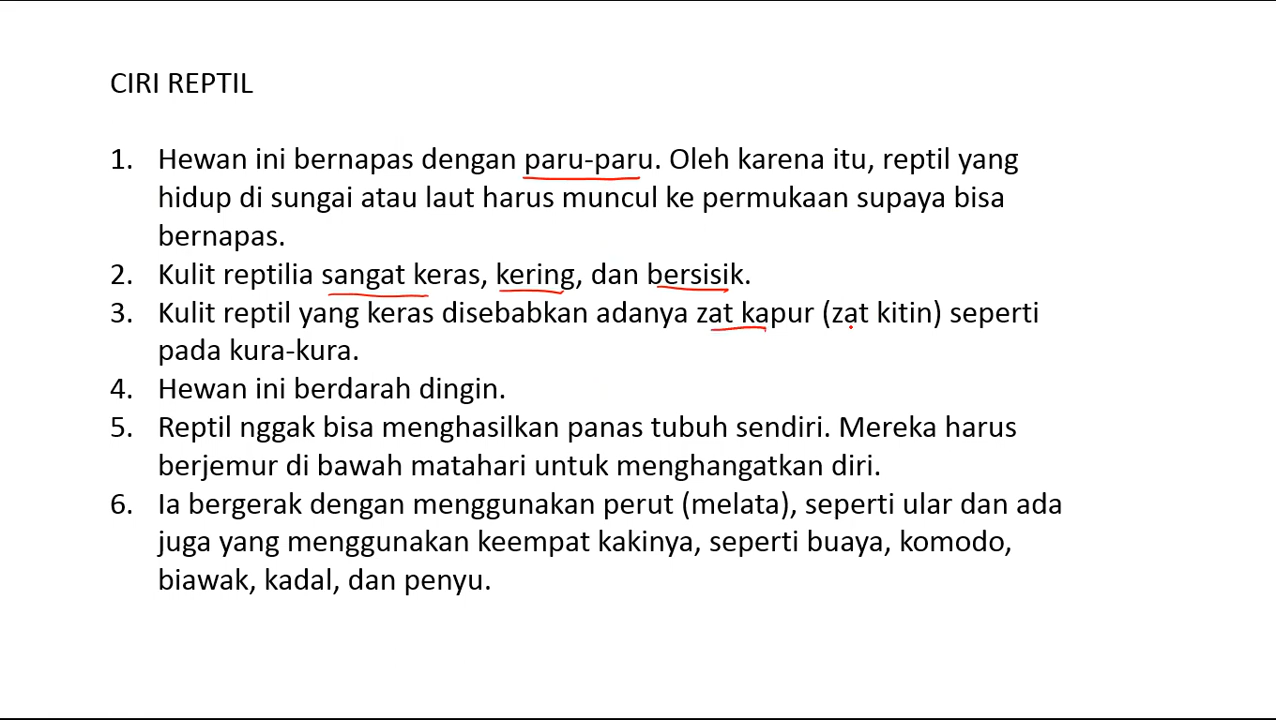 CIRI REPTIL
1. Hewan ini bernapas dengan paru-paru. Oleh karena itu, reptil yang
hidup di sungai atau laut harus muncul ke permukaan supaya bisa
bernapas.
2. Kulit reptilia sangat keras, kering, dan bersisik.
3. Kulit reptil yang keras disebabkan adanya zat kapur (zat kitin) seperti
pada kura-kura.
4. Hewan ini berdarah dingin.
5. Reptil nggak bisa menghasilkan panas tubuh sendiri. Mereka harus
berjemur di bawah matahari untuk menghangatkan diri.
6. Ia bergerak dengan menggunakan perut (melata), seperti ular dan ada
juga yang menggunakan keempat kakinya, seperti buaya, komodo,
biawak, kadal, dan penyu.